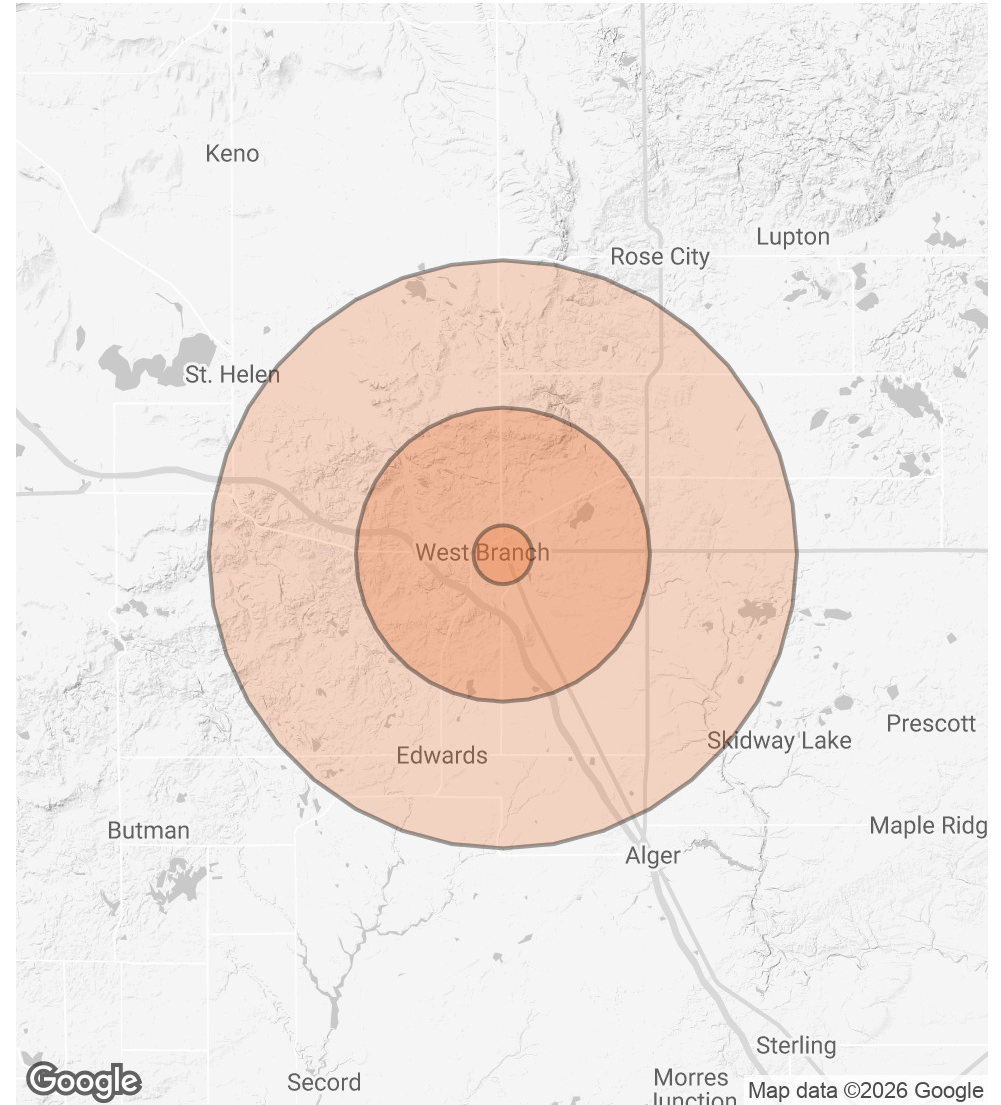 Keno
Lupton
Rose City
St. Helen
West Branch
Prescott
Skidway Lake
Edwards
Maple Ridg
Butman
Alger
Sterling
Morres
Junction
Secord
Google
Map data ©2026 Google